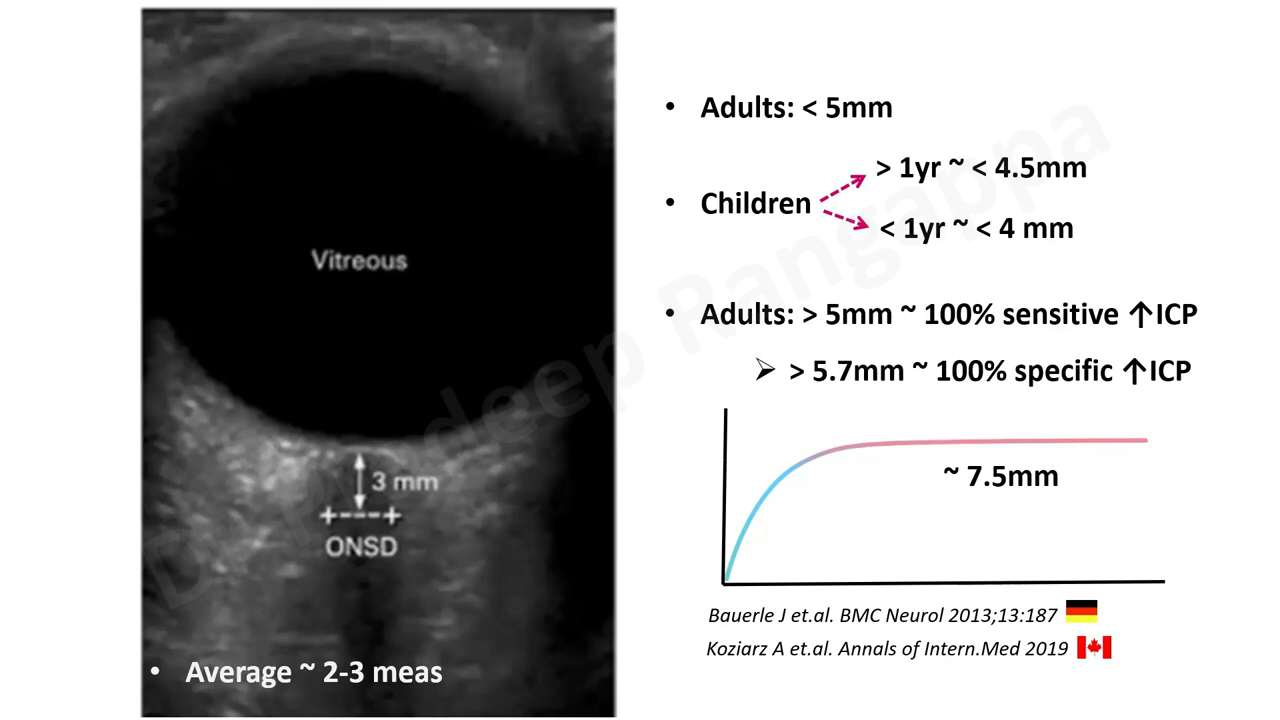 Vitreous
3 mm
ONSD
• Average ~ 2-3 meas
• Adults: < 5mm
• Children
> 1yr ~ < 4.5mm
< 1yr ~ < 4 mm
• Adults: > 5mm ~ 100% sensitive ↑ICP
➢ > 5.7mm ~ 100% specific ↑ICP
~ 7.5mm
Bauerle J et.al. BMC Neurol 2013;13:187
Koziarz A et.al. Annals of Intern.Med 2019
Rangappa